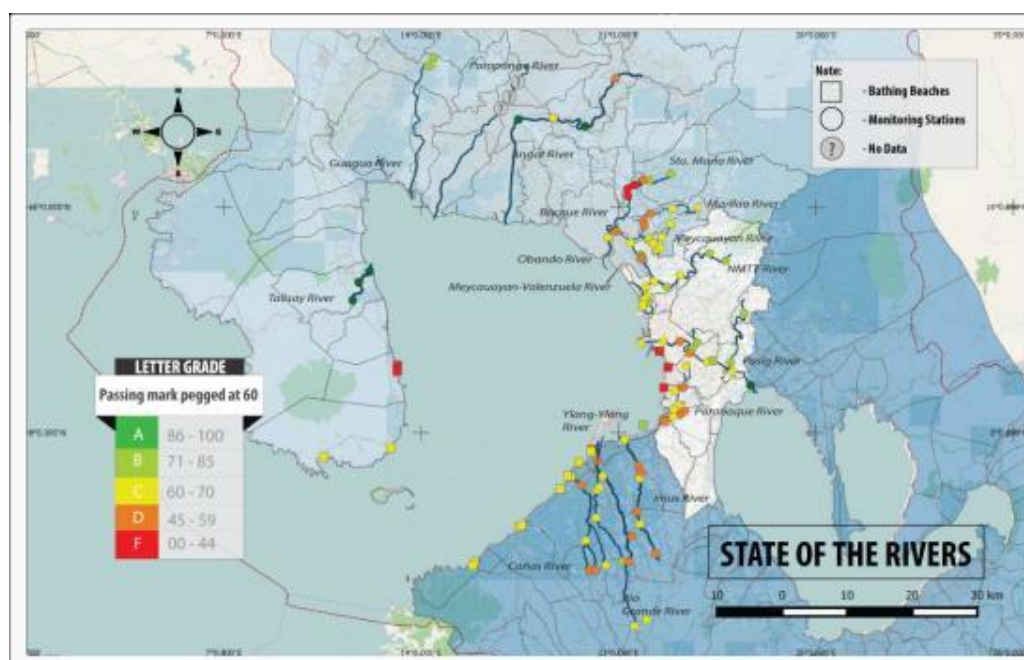 Pampanga River
Note:
- Bathing Beaches
- Monitoring Stations
? - No Data
N
W
E
S
Guagua River
Angat River
Sta. Maria River
Bocaue River
Marilao River
Meycauayan River
Obando River
NMTT River
Meycauayan-Valenzuela River
Talisay River
LETTER GRADE
Passing mark pegged at 60
A 86 - 100
B 71 - 85
C 60 - 70
D 45 - 59
F 00 - 44
Pasig River
Paranaque River
Ylang-Ylang
River
Imus River
STATE OF THE RIVERS
Canas River
Rio
Grande River
10 0 10 20 30 km